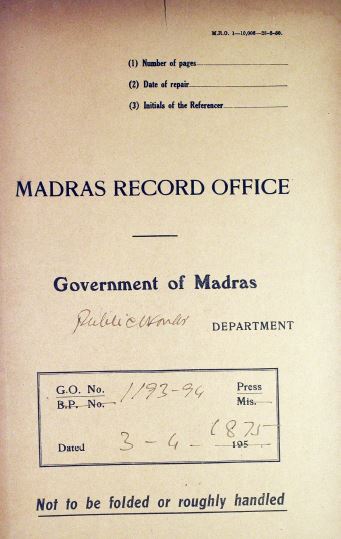 M.R.O. 1—10,000—21-5-50.
(1) Number of pages
(2) Date of repair
(3) Initials of the Referencer
MADRAS RECORD OFFICE
Government of Madras
Public Works DEPARTMENT
G.O. No. 1193-94 Press
B.P. No. Mis.
Dated 3-4-1875 195
Not to be folded or roughly handled